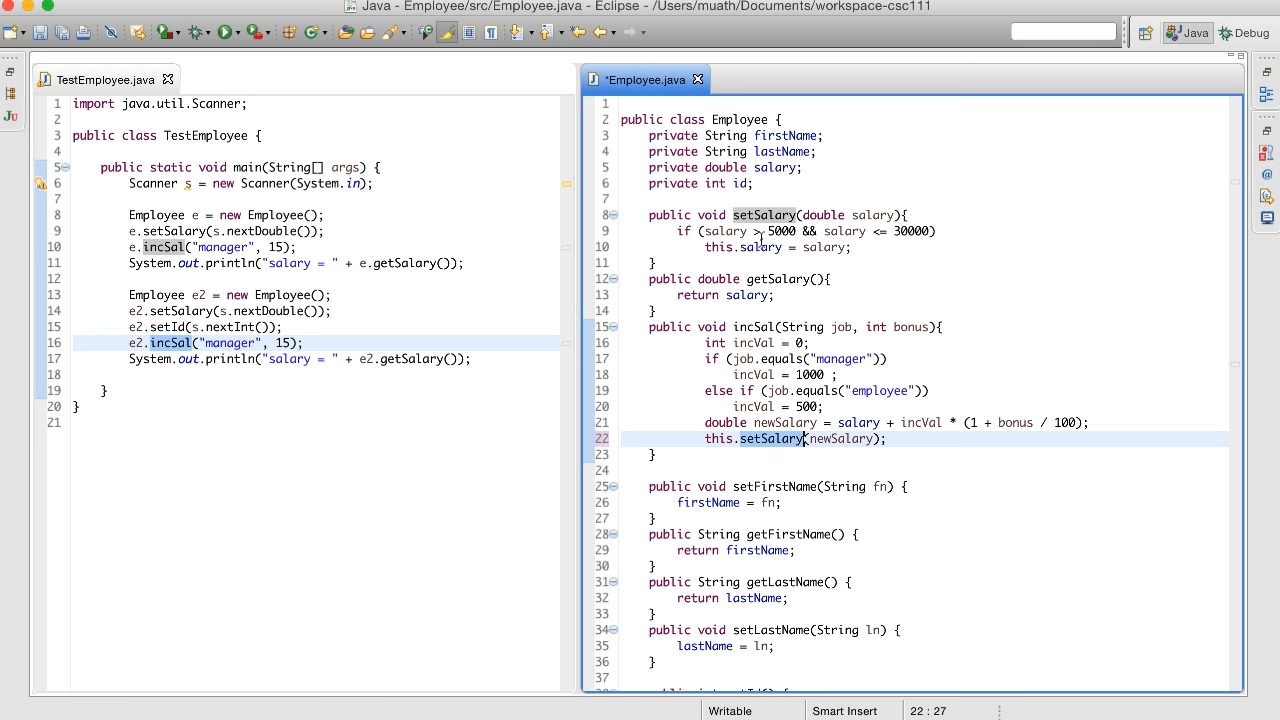 Java - Employee/src/Employee.java - Eclipse - /Users/muath/Documents/workspace-csc111
Java
Debug
TestEmployee.java
1 import java.util.Scanner;
2
3 public class TestEmployee {
4
5 public static void main(String[] args) {
6 Scanner s = new Scanner(System.in);
7
8 Employee e = new Employee();
9 e.setSalary(s.nextDouble());
10 e.incSal("manager", 15);
11 System.out.println("salary = " + e.getSalary());
12
13 Employee e2 = new Employee();
14 e2.setSalary(s.nextDouble());
15 e2.setId(s.nextInt());
16 e2.incSal("manager", 15);
17 System.out.println("salary = " + e2.getSalary());
18
19 }
20 }
21
*Employee.java
1
2 public class Employee {
3 private String firstName;
4 private String lastName;
5 private double salary;
6 private int id;
7
8 public void setSalary(double salary){
9 if (salary > 5000 && salary <= 30000)
10 this.salary = salary;
11 }
12 public double getSalary(){
13 return salary;
14 }
15 public void incSal(String job, int bonus){
16 int incVal = 0;
17 if (job.equals("manager"))
18 incVal = 1000 ;
19 else if (job.equals("employee"))
20 incVal = 500;
21 double newSalary = salary + incVal * (1 + bonus / 100);
22 this.setSalary(newSalary);
23 }
24
25 public void setFirstName(String fn) {
26 firstName = fn;
27 }
28 public String getFirstName() {
29 return firstName;
30 }
31 public String getLastName() {
32 return lastName;
33 }
34 public void setLastName(String ln) {
35 lastName = ln;
36 }
37
Writable
Smart Insert
22 : 27